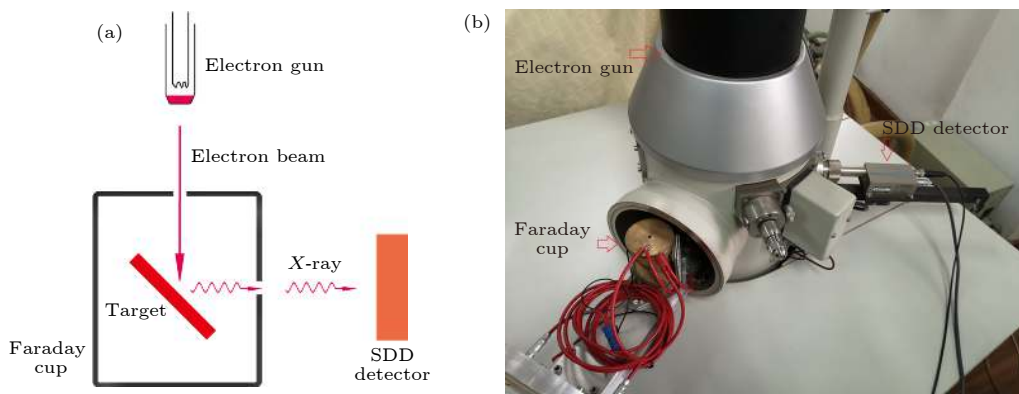 (a)
Electron gun
Electron beam
X-ray
Target
Faraday
cup
SDD
detector
(b)
Electron gun
SDD detector
Faraday
cup